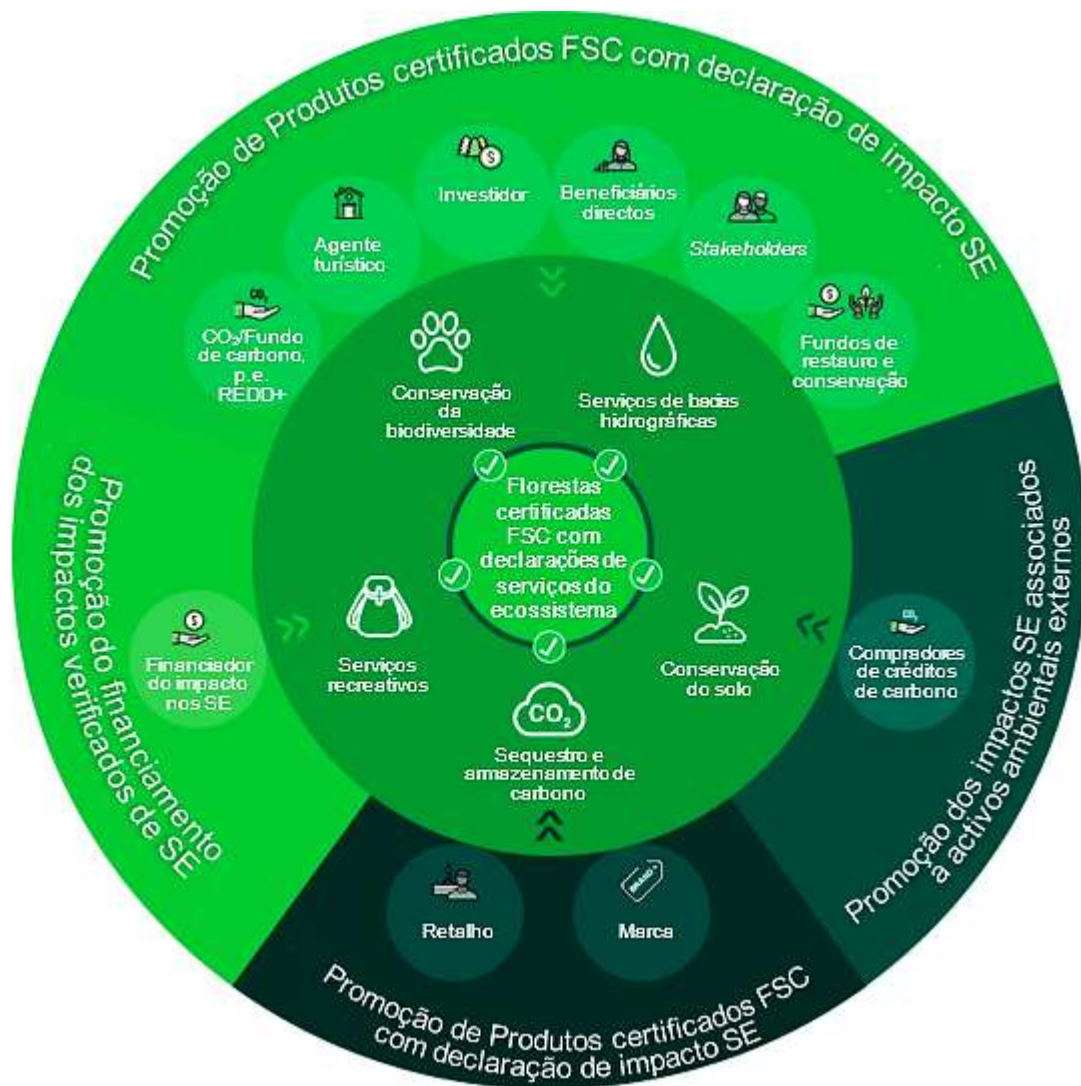 Promoção de Produtos certificados FSC com declaração de impacto SE
Investidor
Beneficiários
directos
Agente
turístico
Stakeholders
CO₂
CO₂/Fundo
de carbono,
p.e.
REDD+
Fundos de
restauro e
conservação
Conservação
da
biodiversidade
Serviços de bacias
hidrográficas
Florestas
certificadas
FSC com
declarações de
serviços do
ecossistema
Promoção do financiamento
dos impactos verificados de SE
Financiador
do impacto
nos SE
Serviços
recreativos
Conservação
do solo
CO₂
Compradores
de créditos
de carbono
Promoção dos impactos SE associados
a activos ambientais externos
CO₂
Sequestro e
armazenamento de
carbono
Retalho
BRAND
Marca
Promoção de Produtos certificados FSC
com declaração de impacto SE